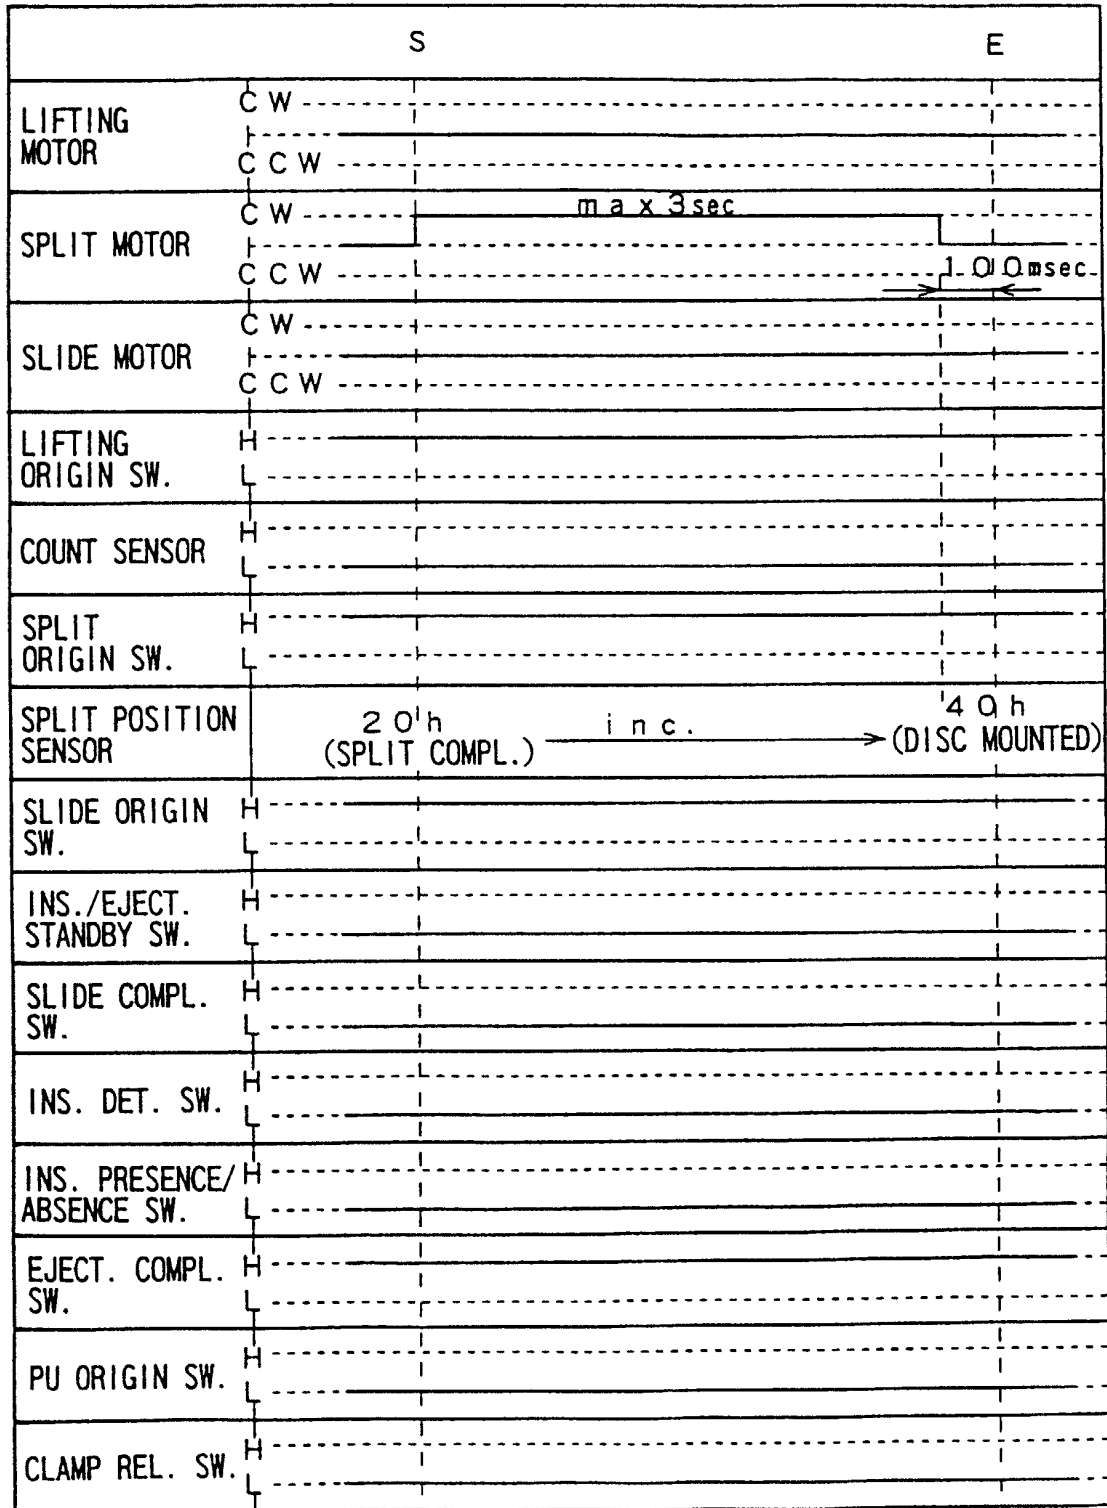 S E
LIFTING
MOTOR
CW
CCW
SPLIT MOTOR
CW
max 3sec
CCW
100msec
SLIDE MOTOR
CW
CCW
LIFTING
ORIGIN SW.
H
L
COUNT SENSOR
H
L
SPLIT
ORIGIN SW.
H
L
SPLIT POSITION
SENSOR
20h
(SPLIT COMPL.)
inc.
40h
(DISC MOUNTED)
SLIDE ORIGIN
SW.
H
L
INS./EJECT.
STANDBY SW.
H
L
SLIDE COMPL.
SW.
H
L
INS. DET. SW.
H
L
INS. PRESENCE/
ABSENCE SW.
H
L
EJECT. COMPL.
SW.
H
L
PU ORIGIN SW.
H
L
CLAMP REL. SW.
H
L